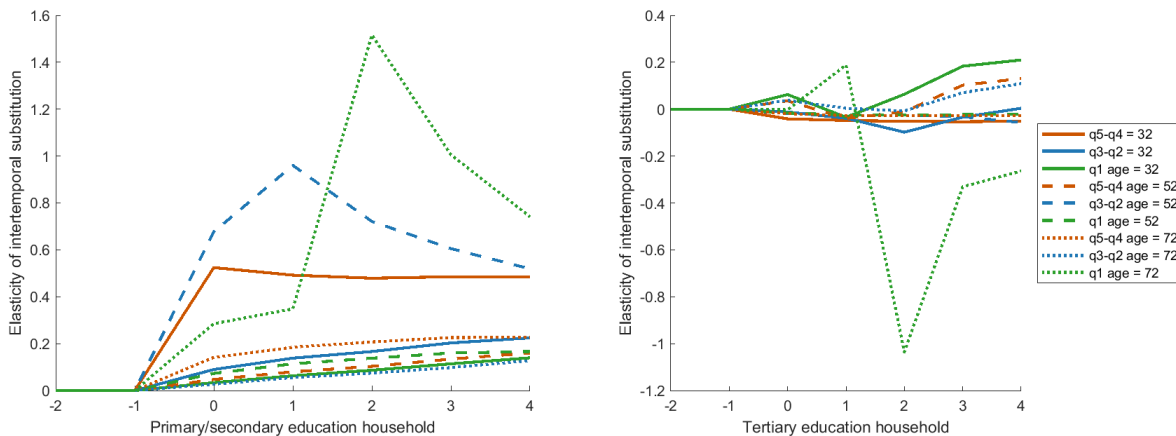 1.6
1.4
1.2
1
0.8
0.6
0.4
0.2
0
-2 -1 0 1 2 3 4
Elasticity of intertemporal substitution
Primary/secondary education household
0.4
0.2
0
-0.2
-0.4
-0.6
-0.8
-1
-1.2
-2 -1 0 1 2 3 4
Elasticity of intertemporal substitution
Tertiary education household
q5-q4 = 32
q3-q2 = 32
q1 age = 32
q5-q4 age = 52
q3-q2 age = 52
q1 age = 52
q5-q4 age = 72
q3-q2 age = 72
q1 age = 72